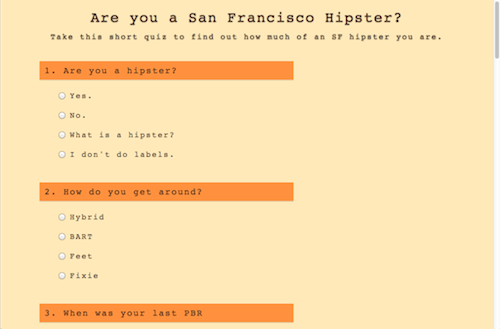 Are you a San Francisco Hipster?
Take this short quiz to find out how much of an SF hipster you are.
1. Are you a hipster?
Yes.
No.
What is a hipster?
I don't do labels.
2. How do you get around?
Hybrid
BART
Feet
Fixie
3. When was your last PBR